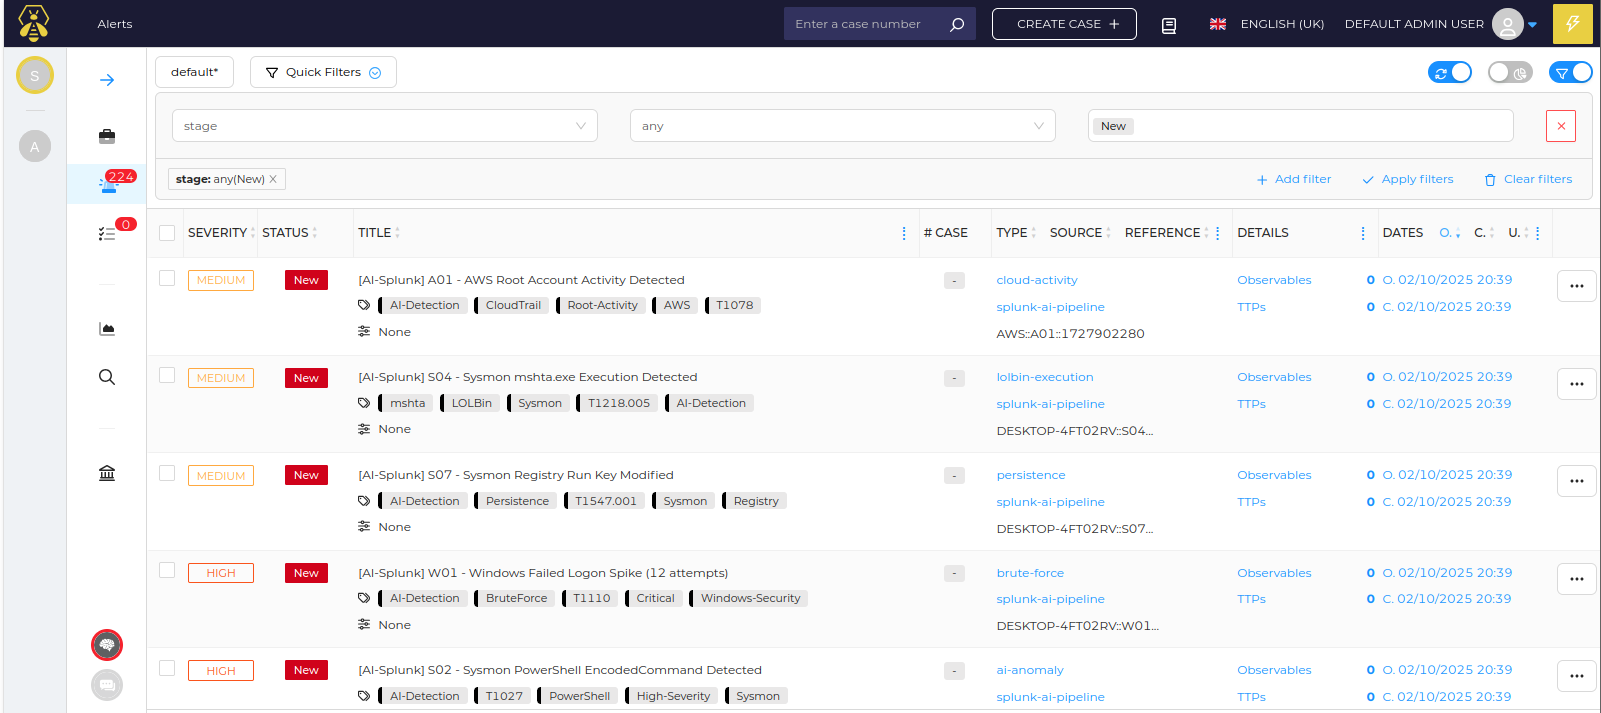 Alerts
Enter a case number
CREATE CASE +
ENGLISH (UK)
DEFAULT ADMIN USER
S
A
224
0
default*
Quick Filters
stage
any
New
stage: any(New) ×
+ Add filter
Apply filters
Clear filters
SEVERITY STATUS TITLE # CASE TYPE SOURCE REFERENCE DETAILS DATES O. C. U.
MEDIUM New [AI-Splunk] A01 - AWS Root Account Activity Detected - cloud-activity Observables 0 O. 02/10/2025 20:39
AI-Detection CloudTrail Root-Activity AWS T1078 splunk-ai-pipeline TTPs 0 C. 02/10/2025 20:39
None AWS::A01::1727902280
MEDIUM New [AI-Splunk] S04 - Sysmon mshta.exe Execution Detected - lolbin-execution Observables 0 O. 02/10/2025 20:39
mshta LOLBin Sysmon T1218.005 AI-Detection splunk-ai-pipeline TTPs 0 C. 02/10/2025 20:39
None DESKTOP-4FT02RV::S04...
MEDIUM New [AI-Splunk] S07 - Sysmon Registry Run Key Modified - persistence Observables 0 O. 02/10/2025 20:39
AI-Detection Persistence T1547.001 Sysmon Registry splunk-ai-pipeline TTPs 0 C. 02/10/2025 20:39
None DESKTOP-4FT02RV::S07...
HIGH New [AI-Splunk] W01 - Windows Failed Logon Spike (12 attempts) - brute-force Observables 0 O. 02/10/2025 20:39
AI-Detection BruteForce T1110 Critical Windows-Security splunk-ai-pipeline TTPs 0 C. 02/10/2025 20:39
None DESKTOP-4FT02RV::W01...
HIGH New [AI-Splunk] S02 - Sysmon PowerShell EncodedCommand Detected - ai-anomaly Observables 0 O. 02/10/2025 20:39
AI-Detection T1027 PowerShell High-Severity Sysmon splunk-ai-pipeline TTPs 0 C. 02/10/2025 20:39